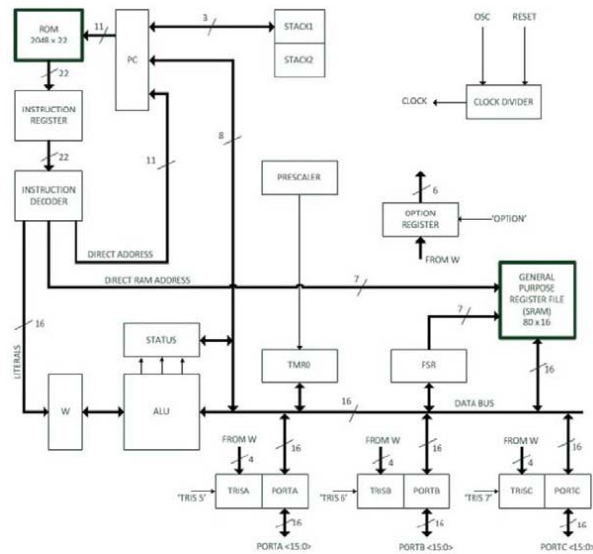 ROM
2048 x 22
11
PC
3
STACK1
STACK2
OSC
RESET
CLOCK
CLOCK DIVIDER
22
INSTRUCTION
REGISTER
22
INSTRUCTION
DECODER
11
8
PRESCALER
6
OPTION
REGISTER
'OPTION'
FROM W
DIRECT ADDRESS
DIRECT RAM ADDRESS
7
GENERAL
PURPOSE
REGISTER FILE
(SRAM)
80 x 16
16
LITERALS
STATUS
TMR0
FSR
7
16
W
ALU
16
DATA BUS
FROM W
4
16
'TRIS 5'
TRISA
PORTA
16
PORTA <15:0>
FROM W
4
16
'TRIS 6'
TRISB
PORTB
16
PORTB <15:0>
FROM W
4
16
'TRIS 7'
TRISC
PORTC
16
PORTC <15:0>